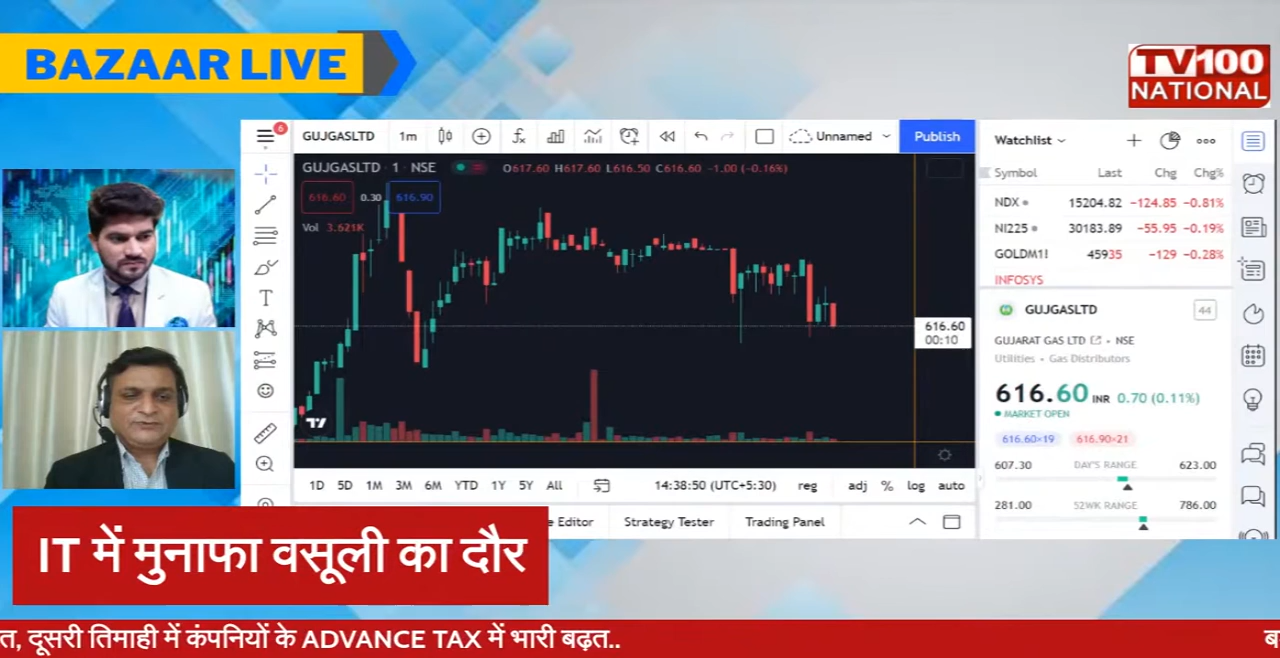 BAZAAR LIVE
TV100
NATIONAL
6
GUJGASLTD 1m Unnamed Publish
GUJGASLTD · 1 · NSE O617.60 H617.60 L616.50 C616.60 -1.00 (-0.16%)
616.60 0.30 616.90
Vol 3.621K
616.60
00:10
1D 5D 1M 3M 6M YTD 1Y 5Y All 14:38:50 (UTC+5:30) reg adj % log auto
e Editor Strategy Tester Trading Panel
Watchlist
Symbol Last Chg Chg%
NDX 15204.82 -124.85 -0.81%
NI225 30183.89 -55.95 -0.19%
GOLDM1! 45935 -129 -0.28%
INFOSYS
GUJGASLTD 44
GUJARAT GAS LTD · NSE
Utilities · Gas Distributors
616.60 INR 0.70 (0.11%)
MARKET OPEN
616.60×19 616.90×21
607.30 DAY'S RANGE 623.00
281.00 52WK RANGE 786.00
IT में मुनाफा वसूली का दौर
त, दूसरी तिमाही में कंपनियों के ADVANCE TAX में भारी बढ़त.. ब